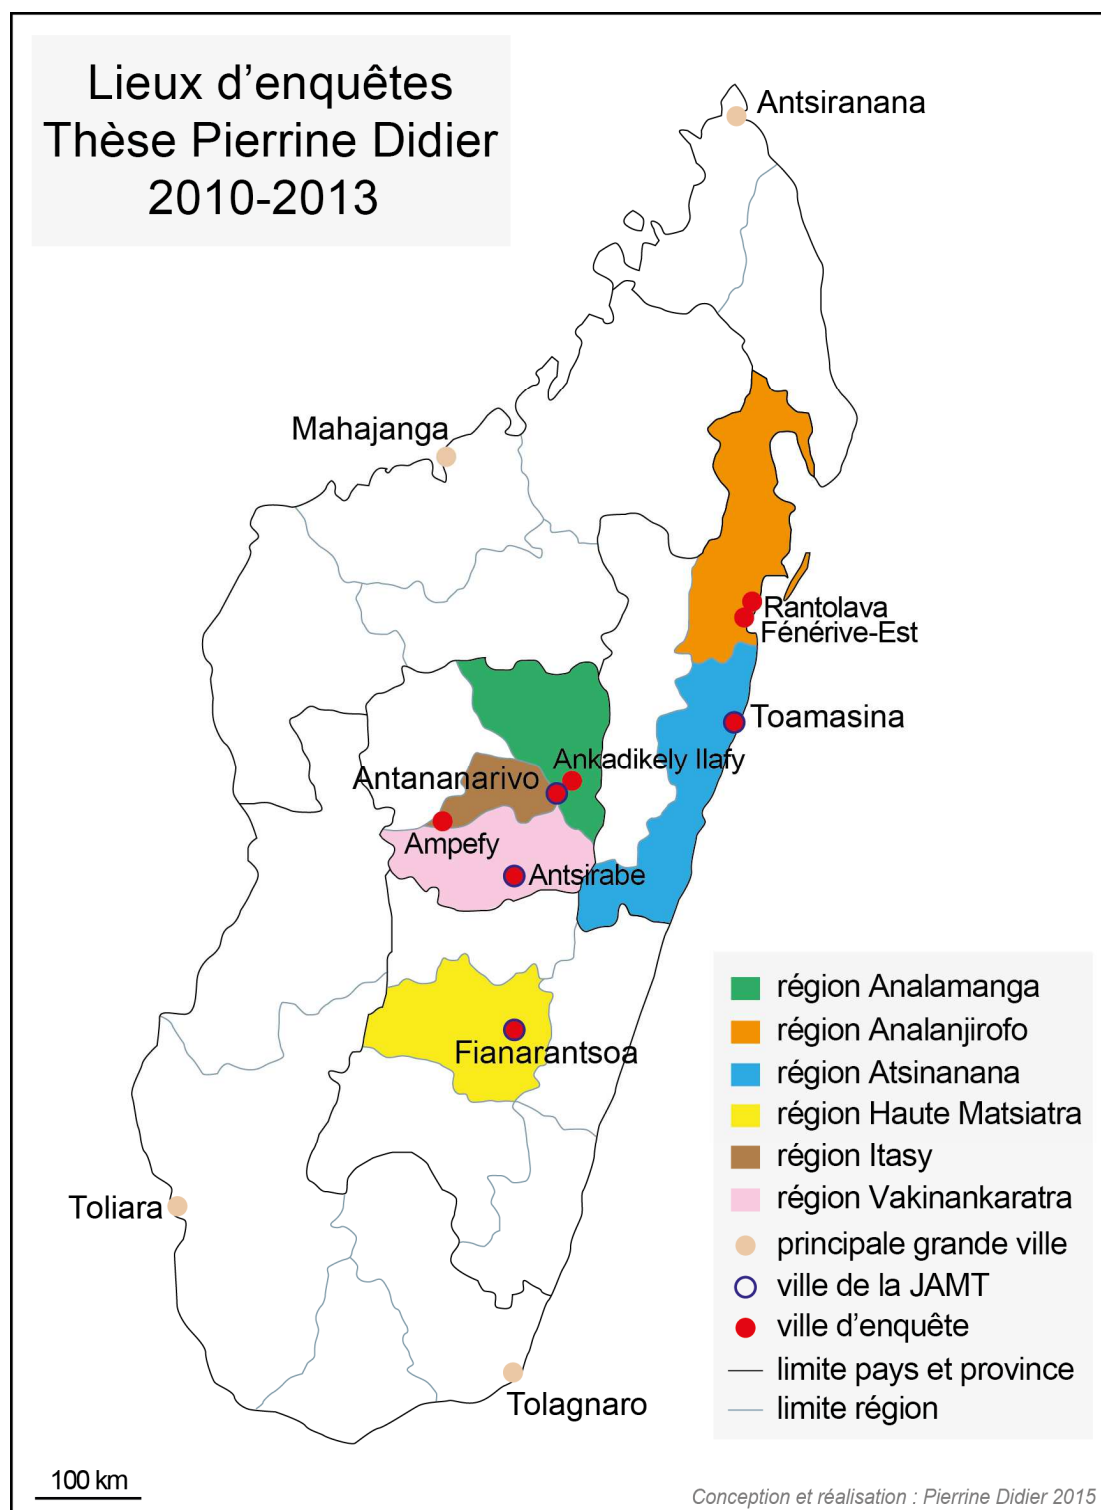 Lieux d'enquêtes
Thèse Pierrine Didier
2010-2013
Antsiranana
Mahajanga
Rantolava
Fénérive-Est
Toamasina
Ankadikely Ilafy
Antananarivo
Ampefy
Antsirabe
Fianarantsoa
Toliara
Tolagnaro
région Analamanga
région Analanjirofo
région Atsinanana
région Haute Matsiatra
région Itasy
région Vakinankaratra
principale grande ville
ville de la JAMT
ville d'enquête
limite pays et province
limite région
100 km
Conception et réalisation : Pierrine Didier 2015